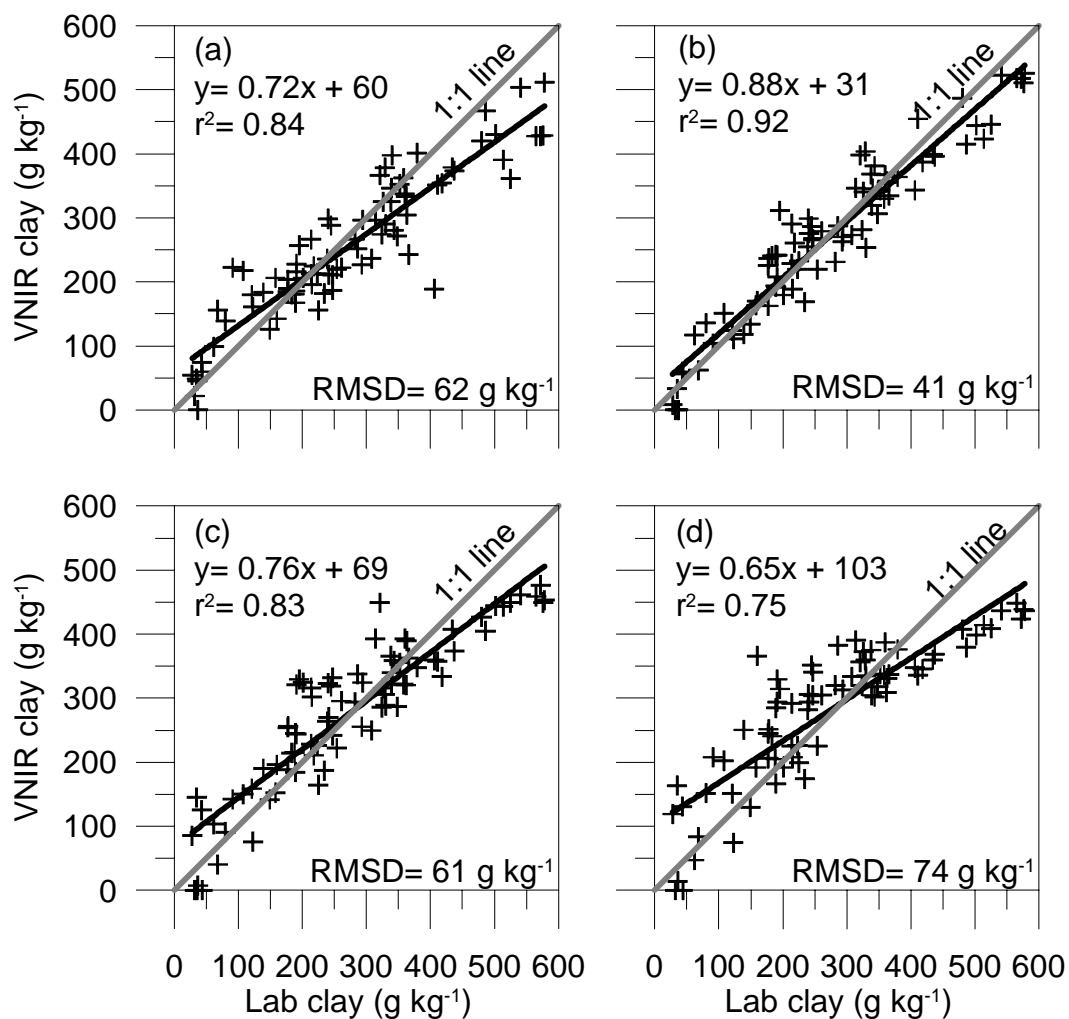 600
500
400
300
200
100
0
VNIR clay (g kg⁻¹)
(a)
y= 0.72x + 60
r²= 0.84
1:1 line
RMSD= 62 g kg⁻¹
(b)
y= 0.88x + 31
r²= 0.92
1:1 line
RMSD= 41 g kg⁻¹
600
500
400
300
200
100
0
VNIR clay (g kg⁻¹)
(c)
y= 0.76x + 69
r²= 0.83
1:1 line
RMSD= 61 g kg⁻¹
(d)
y= 0.65x + 103
r²= 0.75
1:1 line
RMSD= 74 g kg⁻¹
0 100 200 300 400 500 600
Lab clay (g kg⁻¹)
0 100 200 300 400 500 600
Lab clay (g kg⁻¹)